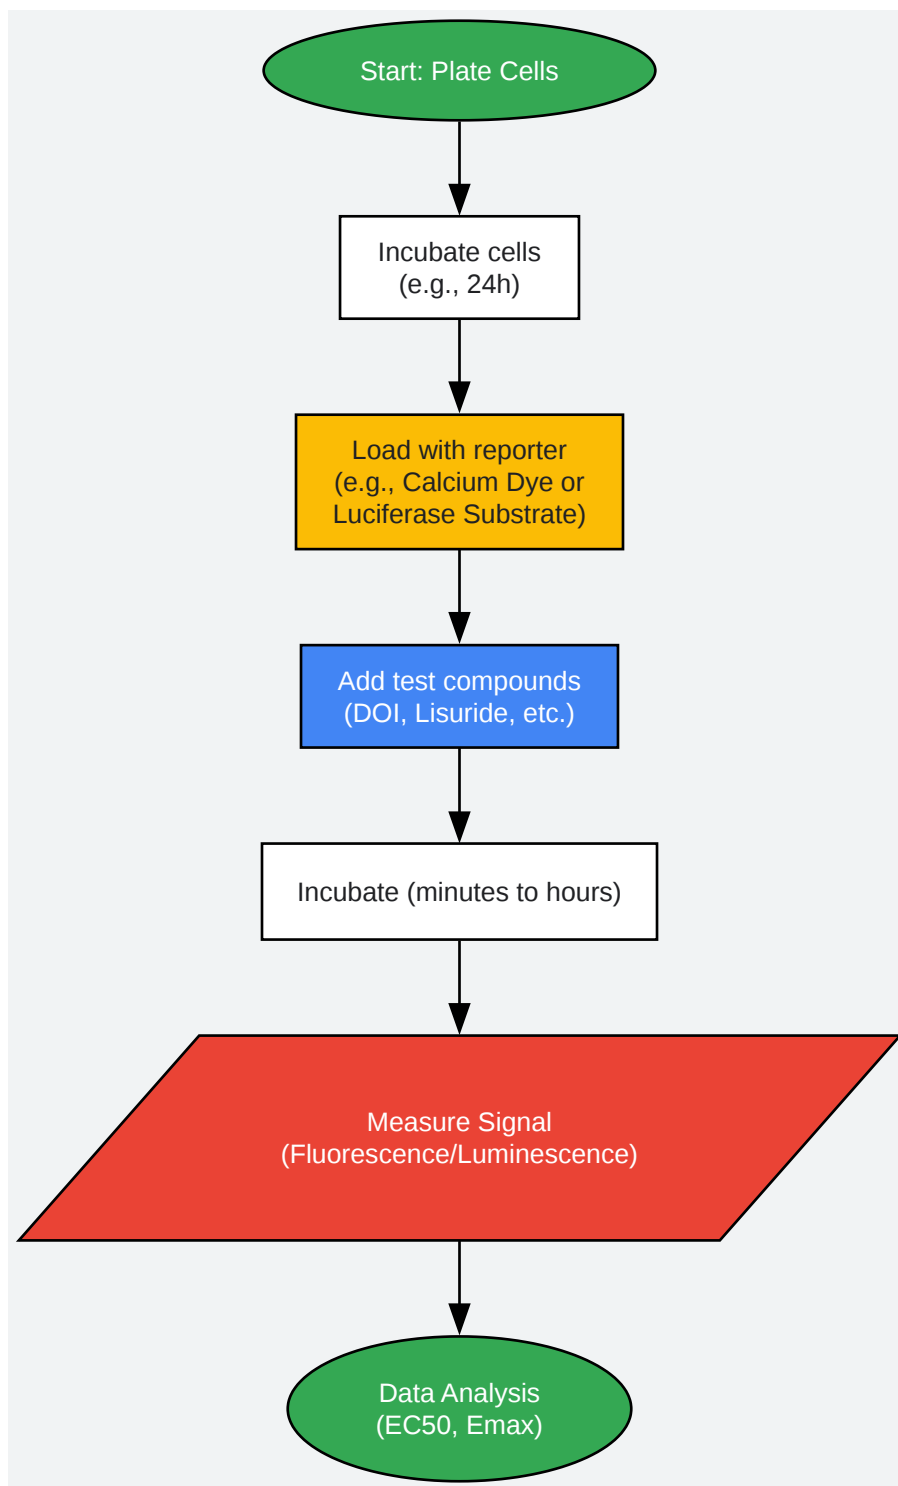 Start: Plate Cells
Incubate cells
(e.g., 24h)
Load with reporter
(e.g., Calcium Dye or
Luciferase Substrate)
Add test compounds
(DOI, Lisuride, etc.)
Incubate (minutes to hours)
Measure Signal
(Fluorescence/Luminescence)
Data Analysis
(EC50, Emax)